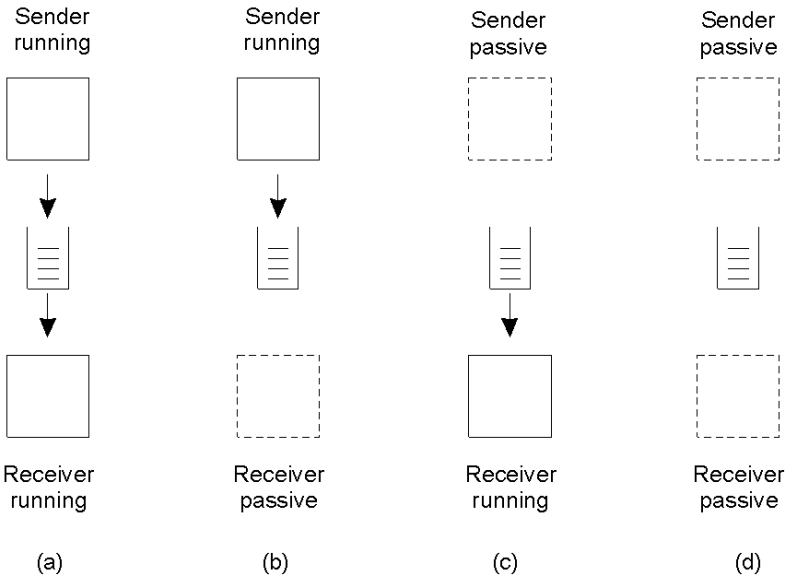 Sender
running
Sender
running
Sender
passive
Sender
passive
Receiver
running
Receiver
passive
Receiver
running
Receiver
passive
(a)
(b)
(c)
(d)